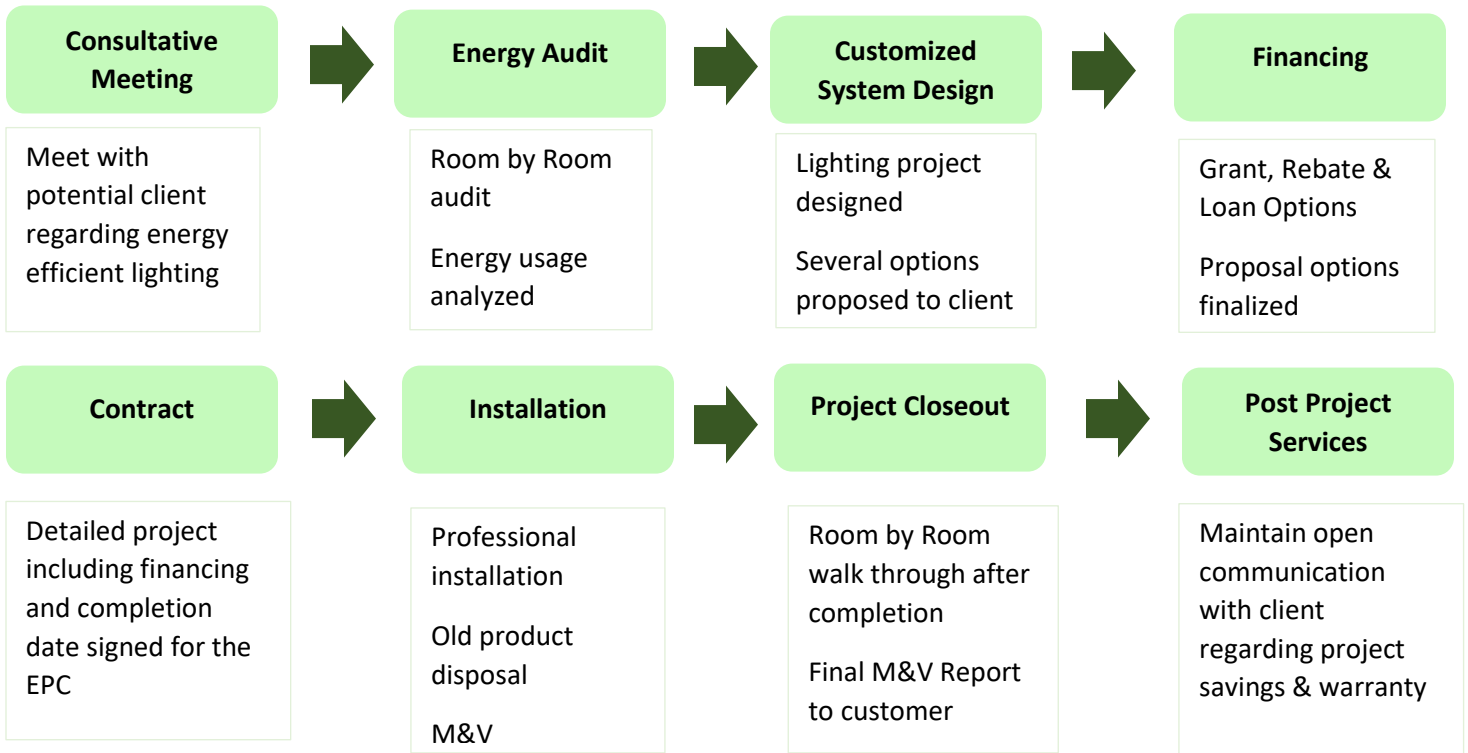 Consultative
Meeting
Energy Audit
Customized
System Design
Financing
Meet with
potential client
regarding energy
efficient lighting
Room by Room
audit
Energy usage
analyzed
Lighting project
designed
Several options
proposed to client
Grant, Rebate &
Loan Options
Proposal options
finalized
Contract
Installation
Project Closeout
Post Project
Services
Detailed project
including financing
and completion
date signed for the
EPC
Professional
installation
Old product
disposal
M&V
Room by Room
walk through after
completion
Final M&V Report
to customer
Maintain open
communication
with client
regarding project
savings & warranty